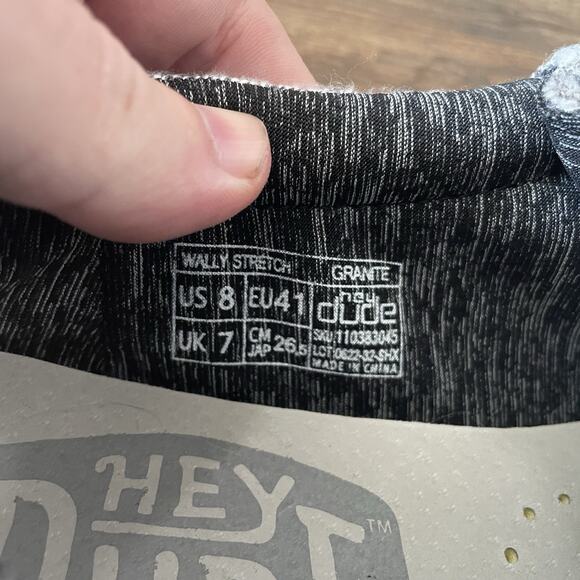 WALLY STRETCH GRANITE
US 8 EU 41 hey dude
UK 7 CM JAP 26,5 SKU:110383045
LOT:0622-32-SHX
MADE IN CHINA
HEY
DUDE™